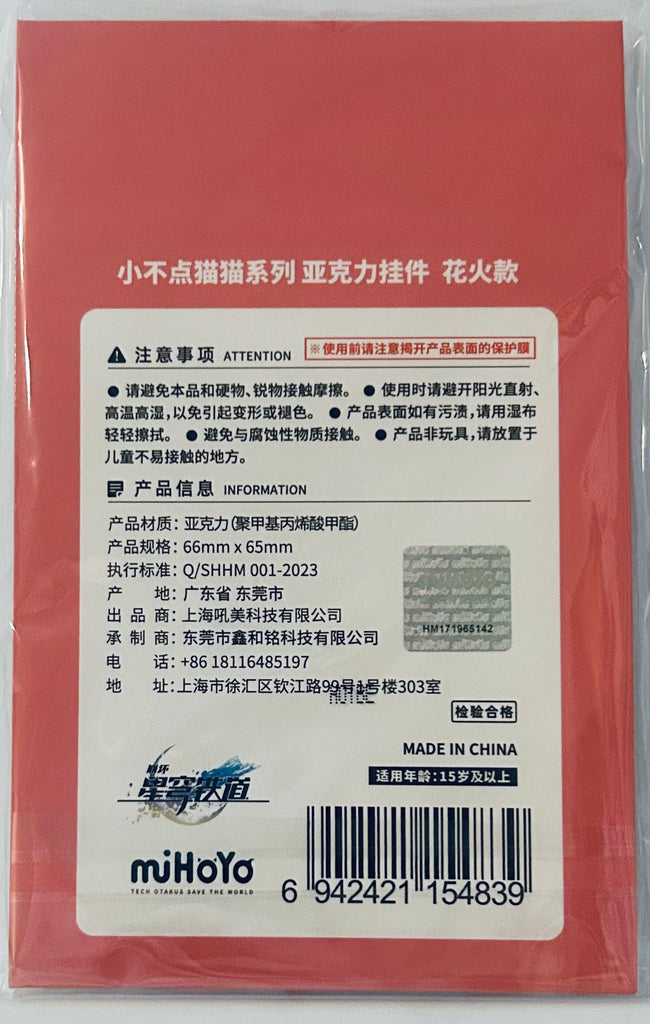 小不点猫猫系列 亚克力挂件 花火款
注意事项 ATTENTION ※使用前请注意揭开产品表面的保护膜
● 请避免本品和硬物、锐物接触摩擦。 ● 使用时请避开阳光直射、
高温高湿,以免引起变形或褪色。 ● 产品表面如有污渍,请用湿布
轻轻擦拭。 ● 避免与腐蚀性物质接触。 ● 产品非玩具,请放置于
儿童不易接触的地方。
产品信息 INFORMATION
产品材质: 亚克力(聚甲基丙烯酸甲酯)
产品规格: 66mm x 65mm
执行标准: Q/SHHM 001-2023
产 地: 广东省 东莞市
出 品 商: 上海吼美科技有限公司
承 制 商: 东莞市鑫和铭科技有限公司
电 话: +86 18116485197
地 址: 上海市徐汇区钦江路99号1号楼303室
HM171965142
检验合格
MADE IN CHINA
适用年龄:15岁及以上
崩坏
星穹铁道
miHoYo
TECH OTAKUS SAVE THE WORLD
6 942421 154839